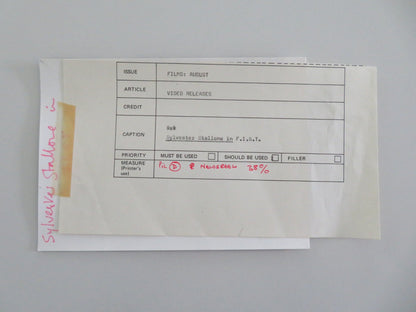 Sylvester Stallone in
ISSUE FILMS: AUGUST
ARTICLE VIDEO RELEASES
CREDIT
CAPTION
Sylvester Stallone in F.I.S.T.
PRIORITY MUST BE USED SHOULD BE USED FILLER
MEASURE
(Printer's
use)
2 38%